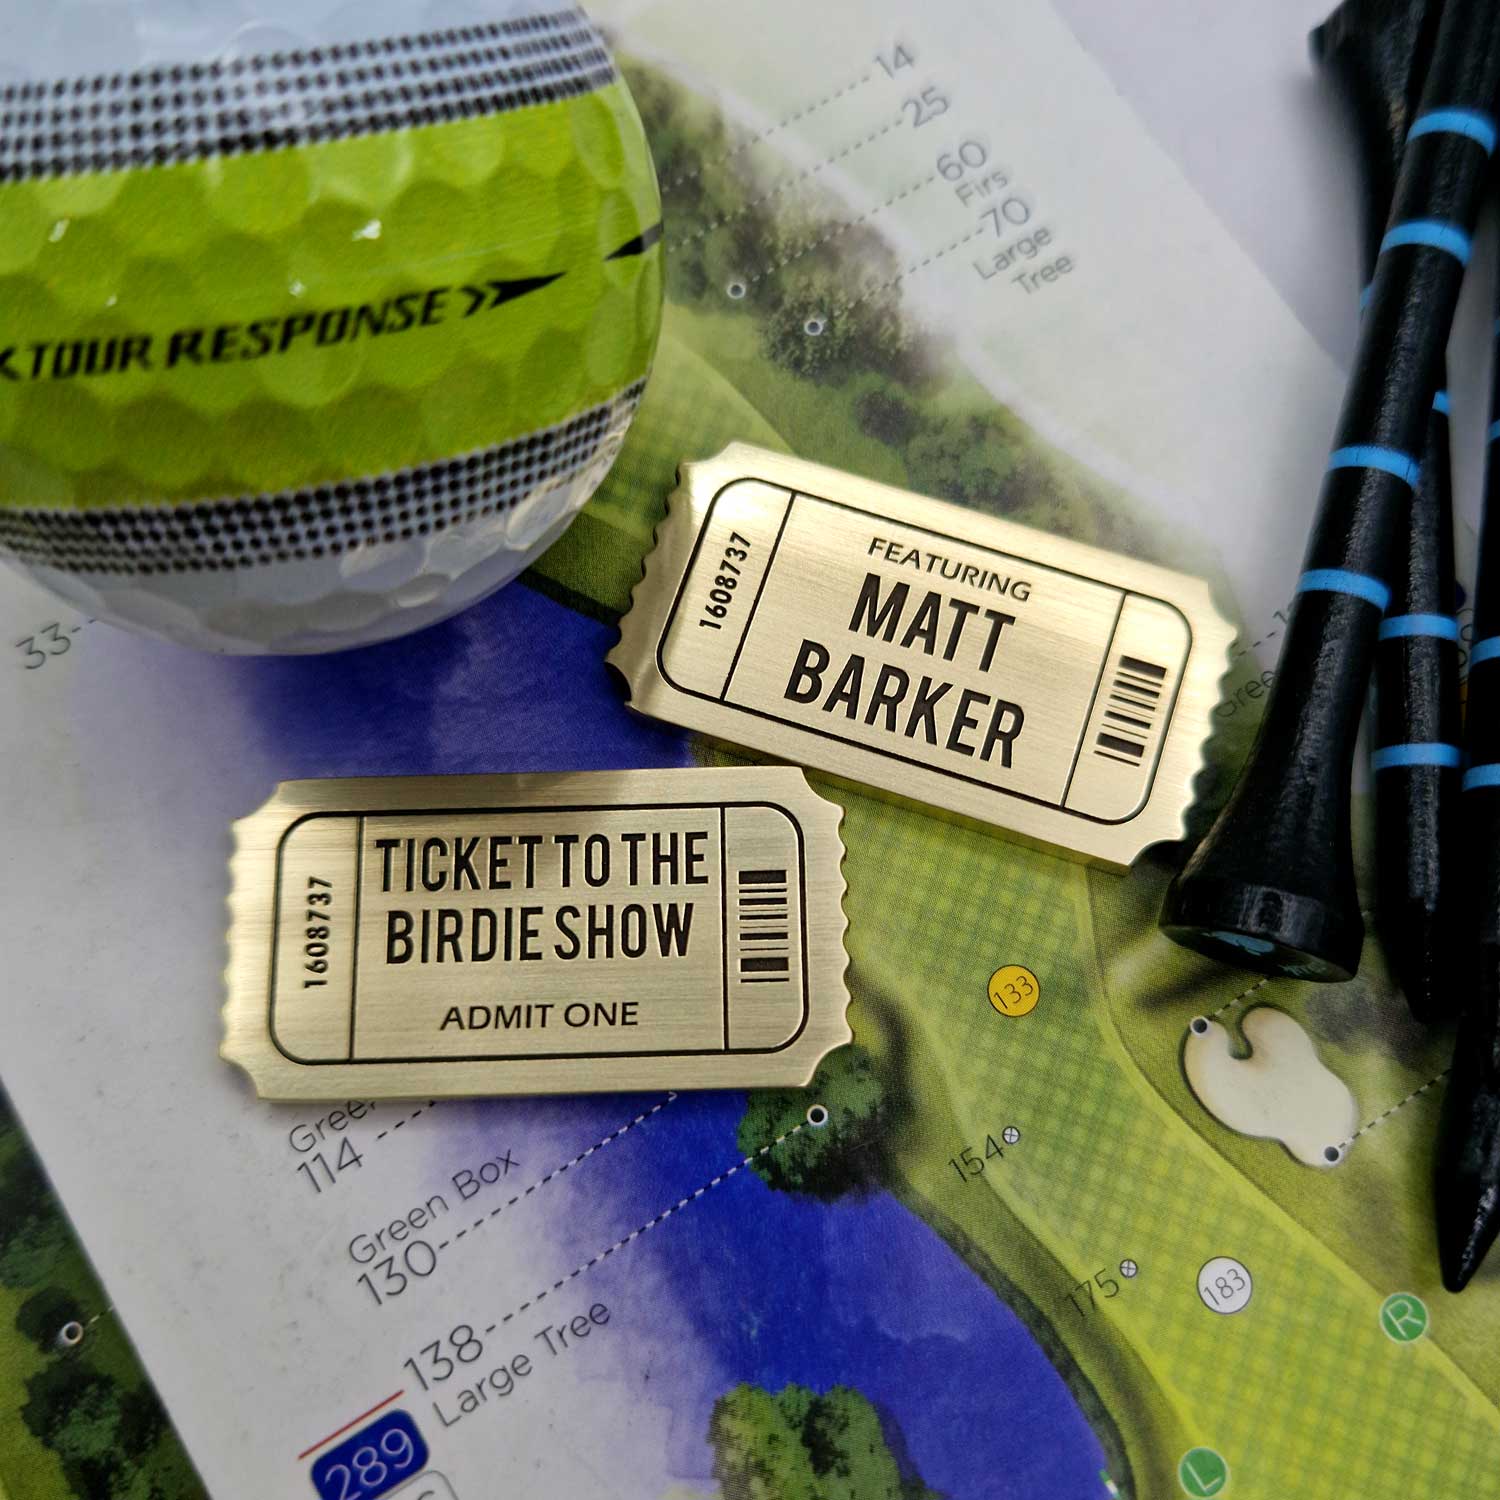 14
25
60
Firs
70
Large
Tree
TOUR RESPONSE
33
1608737
FEATURING
MATT
BARKER
1608737
TICKET TO THE
BIRDIE SHOW
ADMIT ONE
133
114
154
Green Box
130
175
183
138
Large Tree
R
289
L